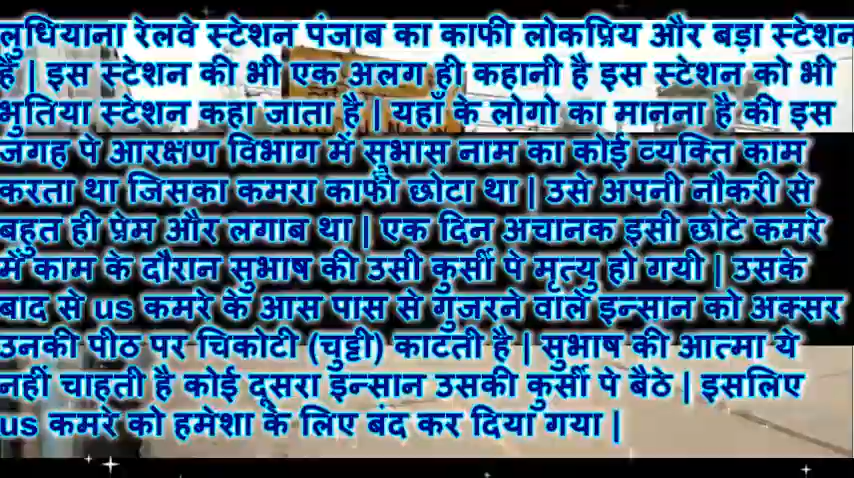 लुधियाना रेलवे स्टेशन पंजाब का काफी लोकप्रिय और बड़ा स्टेशन
है | इस स्टेशन की भी एक अलग ही कहानी है इस स्टेशन को भी
भुतिया स्टेशन कहा जाता है | यहाँ के लोगो का मानना है की इस
जगह पे आरक्षण विभाग में सुभास नाम का कोई व्यक्ति काम
करता था जिसका कमरा काफी छोटा था | उसे अपनी नौकरी से
बहुत ही प्रेम और लगाब था | एक दिन अचानक इसी छोटे कमरे
में काम के दौरान सुभाष की उसी कुर्सी पे मृत्यु हो गयी | उसके
बाद से us कमरे के आस पास से गुजरने वाले इन्सान को अक्सर
उनकी पीठ पर चिकोटी (चुट्टी) काटती है | सुभाष की आत्मा ये
नहीं चाहती है कोई दूसरा इन्सान उसकी कुर्सी पे बैठे | इसलिए
us कमरे को हमेशा के लिए बंद कर दिया गया |